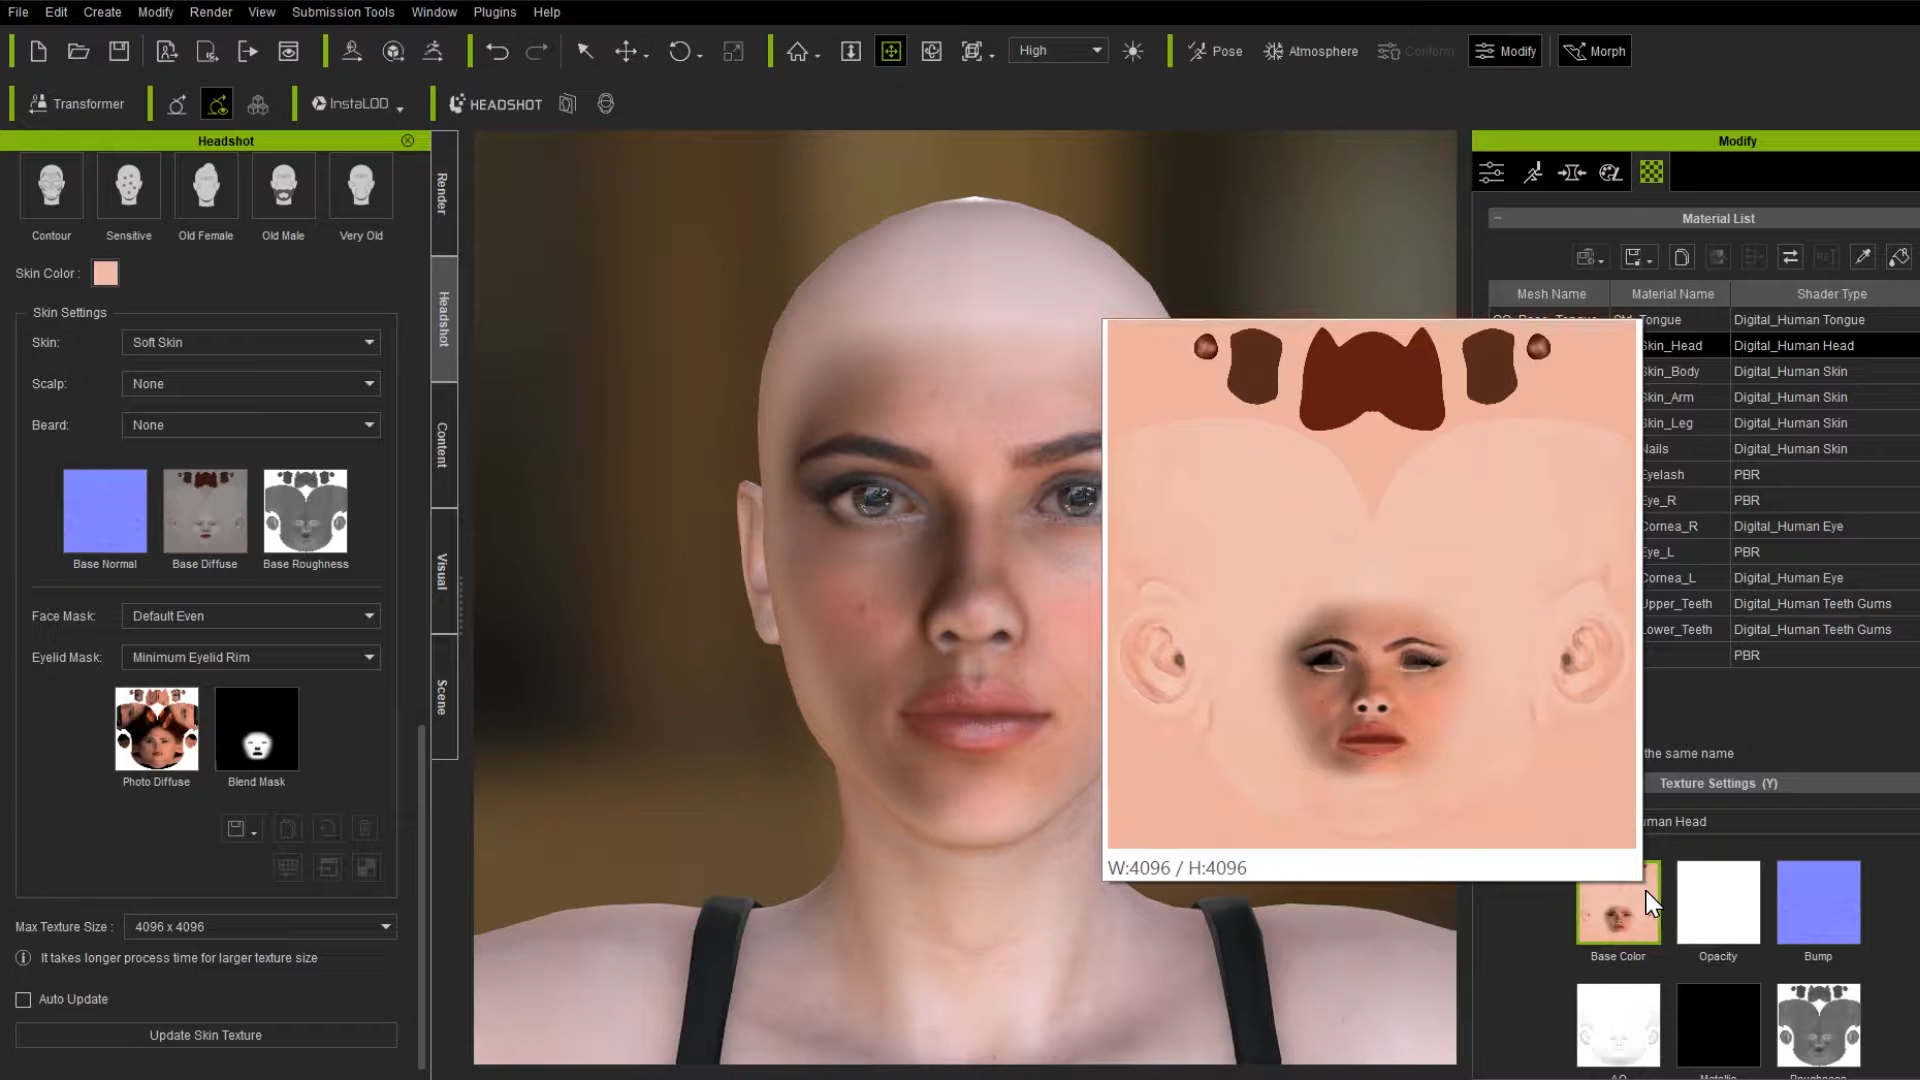 File Edit Create Modify Render View Submission Tools Window Plugins Help
High Pose Atmosphere Conform Modify Morph
Transformer InstaLOD HEADSHOT
Headshot
Contour Sensitive Old Female Old Male Very Old
Skin Color :
Skin Settings
Skin: Soft Skin
Scalp: None
Beard: None
Base Normal Base Diffuse Base Roughness
Face Mask: Default Even
Eyelid Mask: Minimum Eyelid Rim
Photo Diffuse Blend Mask
Max Texture Size : 4096 x 4096
It takes longer process time for larger texture size
Auto Update
Update Skin Texture
Render
Headshot
Content
Visual
Scene
W:4096 / H:4096
Modify
Material List
Mesh Name Material Name Shader Type
Tongue Digital_Human Tongue
Skin_Head Digital_Human Head
Skin_Body Digital_Human Skin
Skin_Arm Digital_Human Skin
Skin_Leg Digital_Human Skin
Nails Digital_Human Skin
Eyelash PBR
Eye_R PBR
Cornea_R Digital_Human Eye
Eye_L PBR
Cornea_L Digital_Human Eye
Upper_Teeth Digital_Human Teeth Gums
Lower_Teeth Digital_Human Teeth Gums
PBR
the same name
Texture Settings (Y)
uman Head
Base Color Opacity Bump